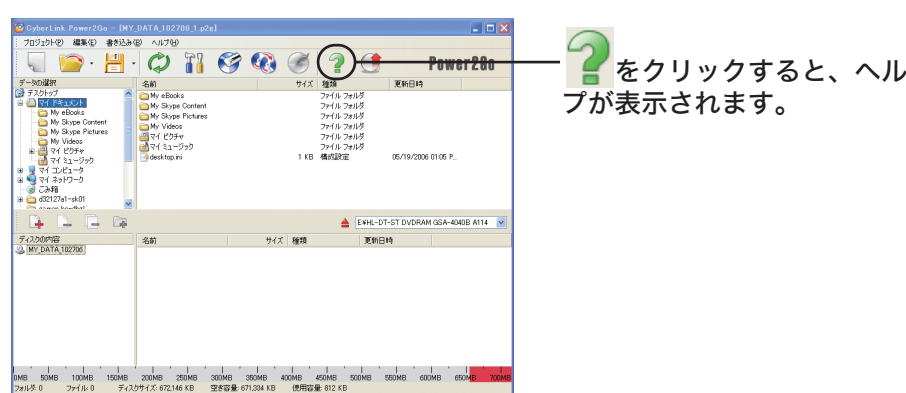 CyberLink Power2Go - [MY_DATA_102706_1.p2g]
プロジェクト(P) 編集(E) 書き込み(B) ヘルプ(H)
Power2Go
をクリックすると、ヘル
プが表示されます。
データの選択
デスクトップ
マイ ドキュメント
My eBooks
My Skype Content
My Skype Pictures
My Videos
マイ ピクチャ
マイ ミュージック
マイ コンピュータ
マイ ネットワーク
ごみ箱
d32127a1-sk01
名前 サイズ 種類 更新日時
My eBooks ファイル フォルダ
My Skype Content ファイル フォルダ
My Skype Pictures ファイル フォルダ
My Videos ファイル フォルダ
マイ ピクチャ ファイル フォルダ
マイ ミュージック ファイル フォルダ
desktop.ini 1 KB 構成設定 05/19/2006 01:05 P...
E¥HL-DT-ST DVDRAM GSA-4040B A114
ディスクの内容
MY_DATA_102706
名前 サイズ 種類 更新日時
0MB 50MB 100MB 150MB 200MB 250MB 300MB 350MB 400MB 450MB 500MB 550MB 600MB 650MB 700MB
フォルダ: 0 ファイル: 0 ディスクサイズ: 672,146 KB 空き容量: 671,334 KB 使用容量: 812 KB